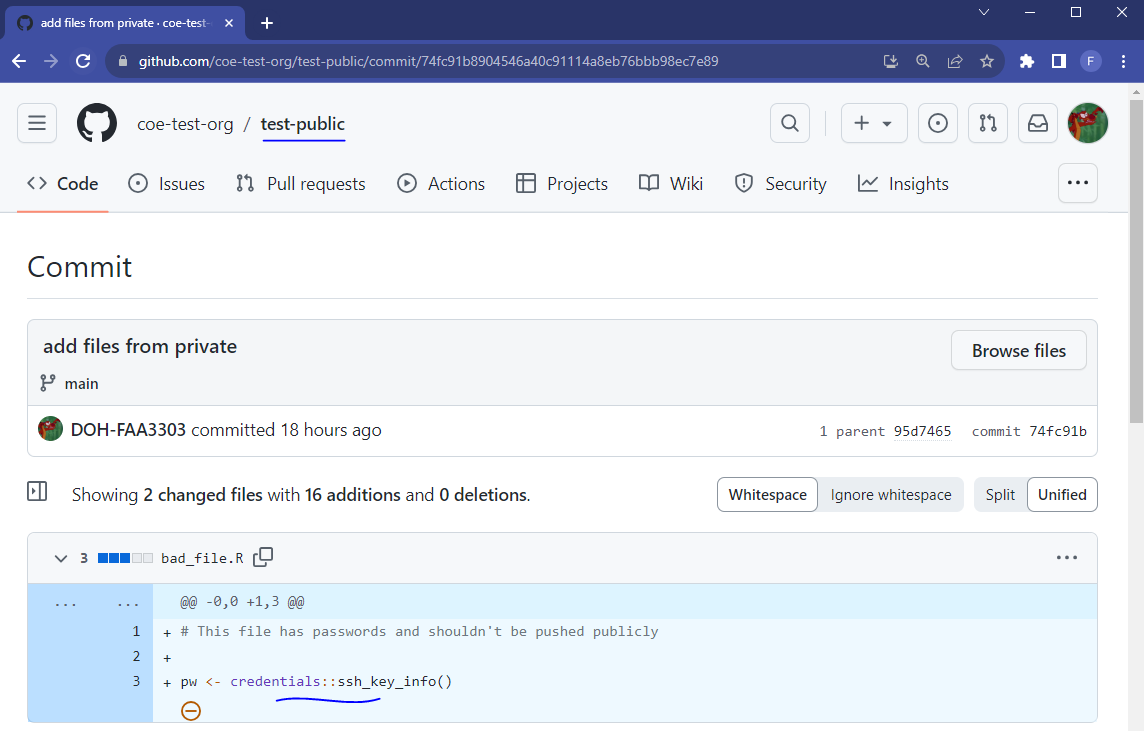 add files from private · coe-test-
github.com/coe-test-org/test-public/commit/74fc91b8904546a40c91114a8eb76bbb98ec7e89
F
coe-test-org / test-public
Code Issues Pull requests Actions Projects Wiki Security Insights
Commit
add files from private
Browse files
main
DOH-FAA3303 committed 18 hours ago
1 parent 95d7465 commit 74fc91b
Showing 2 changed files with 16 additions and 0 deletions.
Whitespace Ignore whitespace Split Unified
3 bad_file.R
... ... @@ -0,0 +1,3 @@
1 + # This file has passwords and shouldn't be pushed publicly
2 +
3 + pw <- credentials::ssh_key_info()